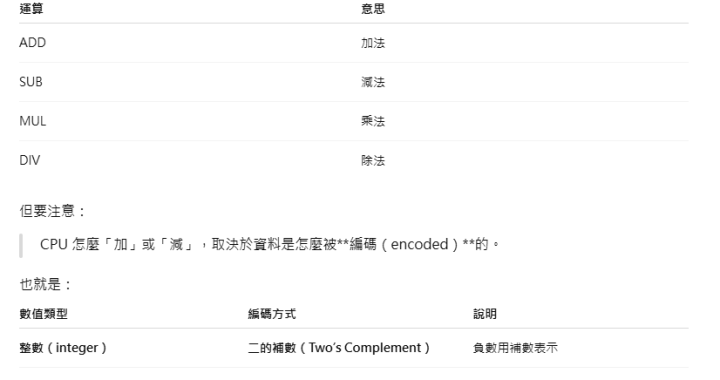 運算 意思
ADD 加法
SUB 減法
MUL 乘法
DIV 除法
但要注意：
CPU 怎麼「加」或「減」，取決於資料是怎麼被**編碼（encoded）**的。
也就是：
數值類型 編碼方式 說明
整數（integer） 二的補數（Two’s Complement） 負數用補數表示